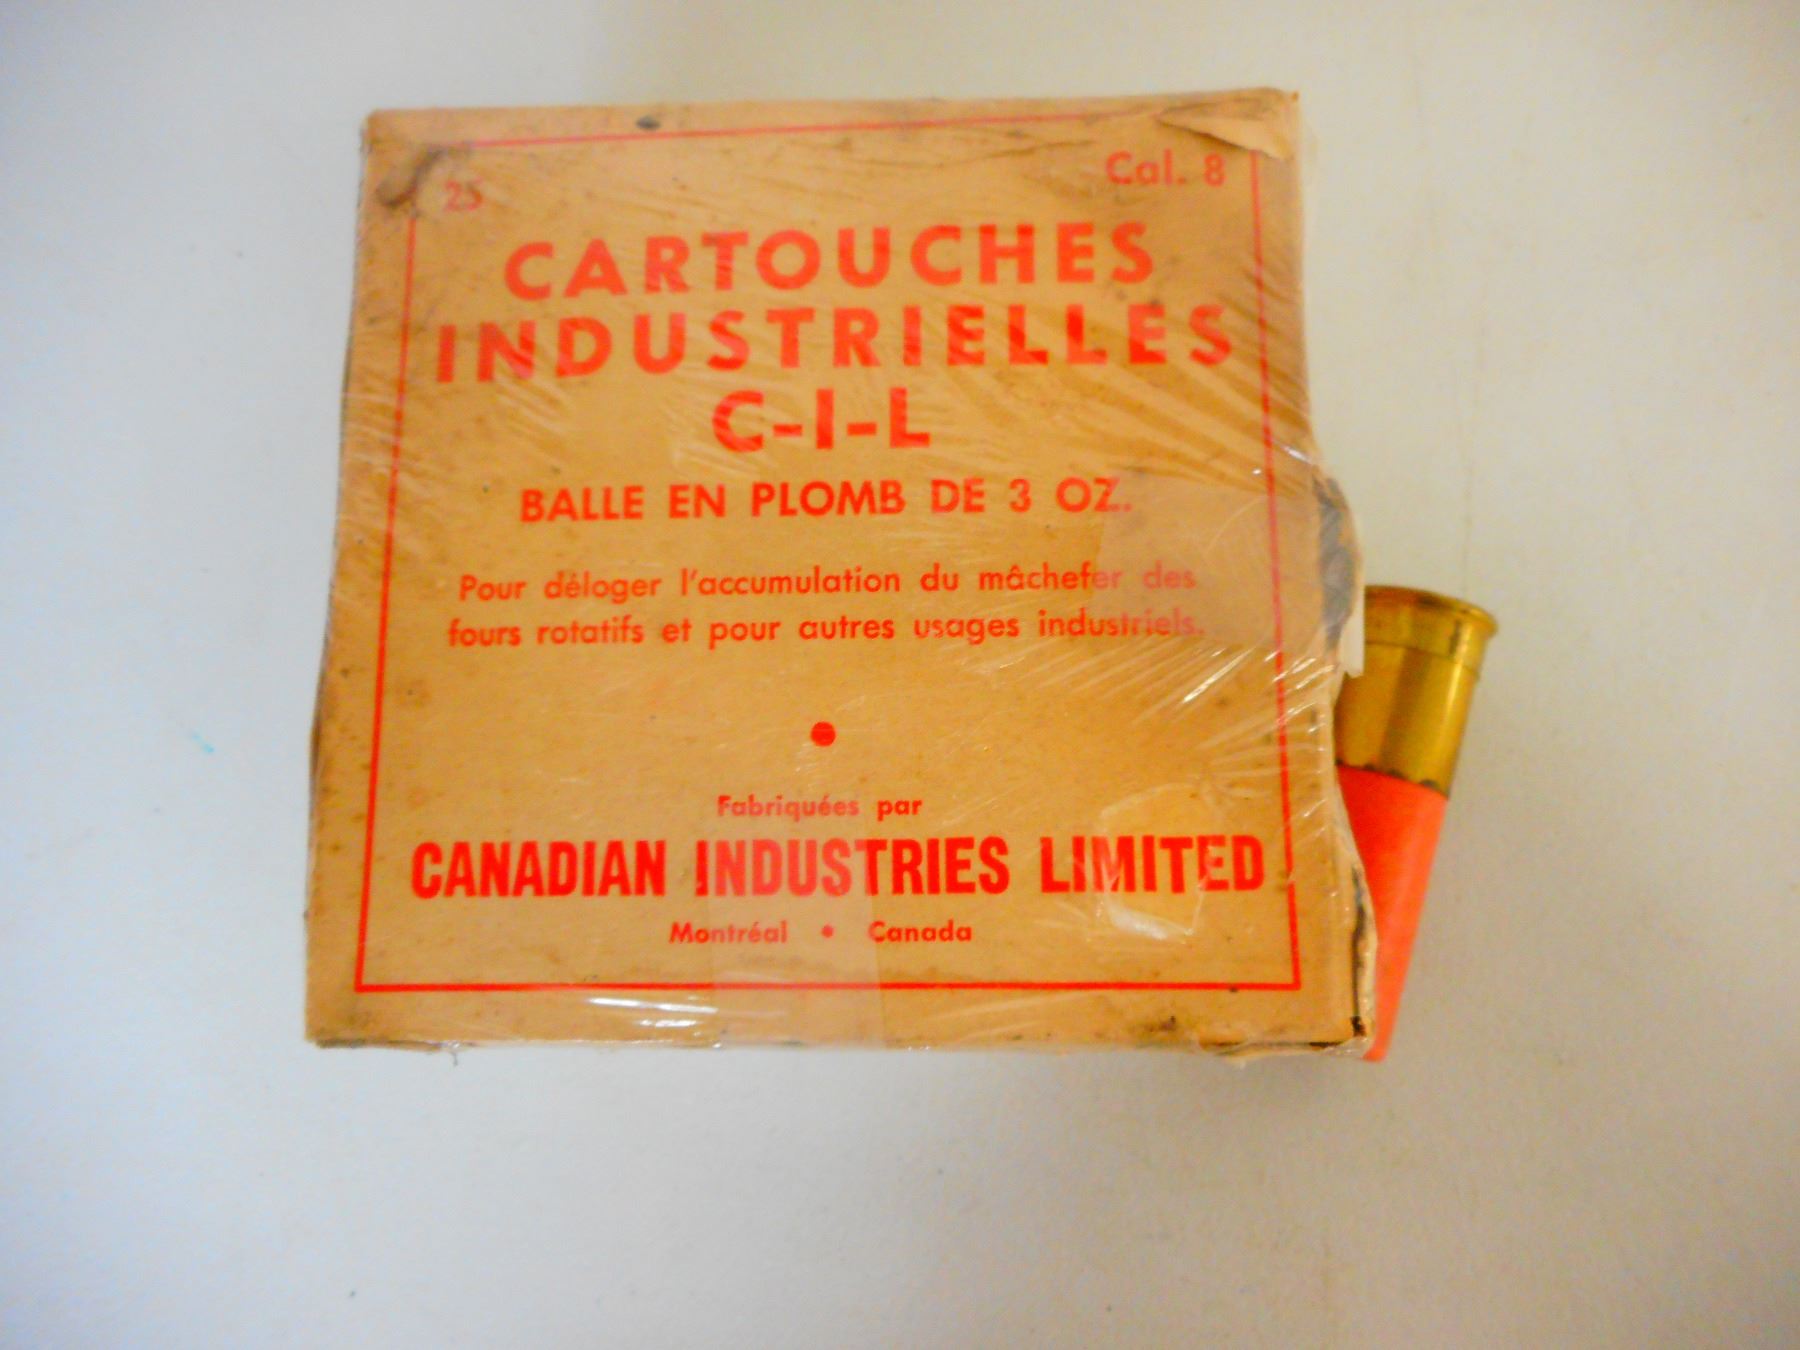 25 Cal. 8
CARTOUCHES
INDUSTRIELLES
C-I-L
BALLE EN PLOMB DE 3 OZ.
Pour déloger l'accumulation du mâchefer des
fours rotatifs et pour autres usages industriels.
Fabriquées par
CANADIAN INDUSTRIES LIMITED
Montréal • Canada